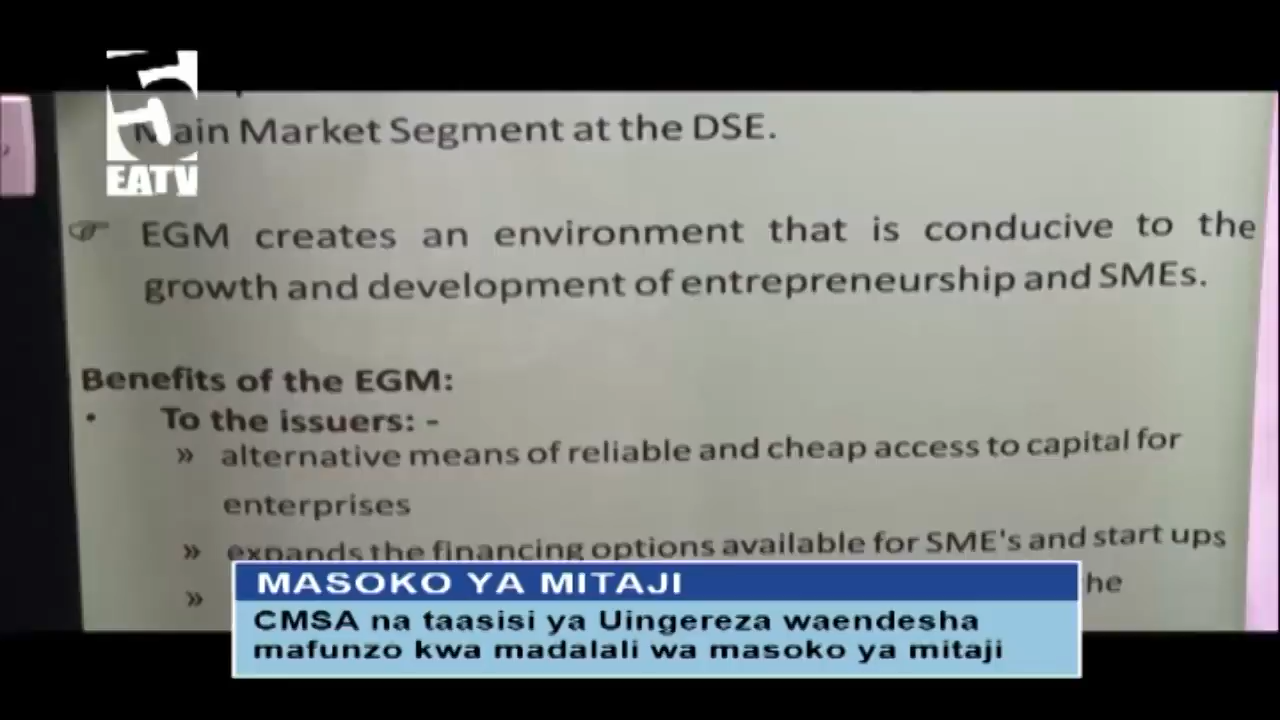 5
EATV
Main Market Segment at the DSE.
EGM creates an environment that is conducive to the
growth and development of entrepreneurship and SMEs.
Benefits of the EGM:
• To the issuers: -
» alternative means of reliable and cheap access to capital for
enterprises
» expands the financing options available for SME's and start ups
» he
MASOKO YA MITAJI
CMSA na taasisi ya Uingereza waendesha
mafunzo kwa madalali wa masoko ya mitaji